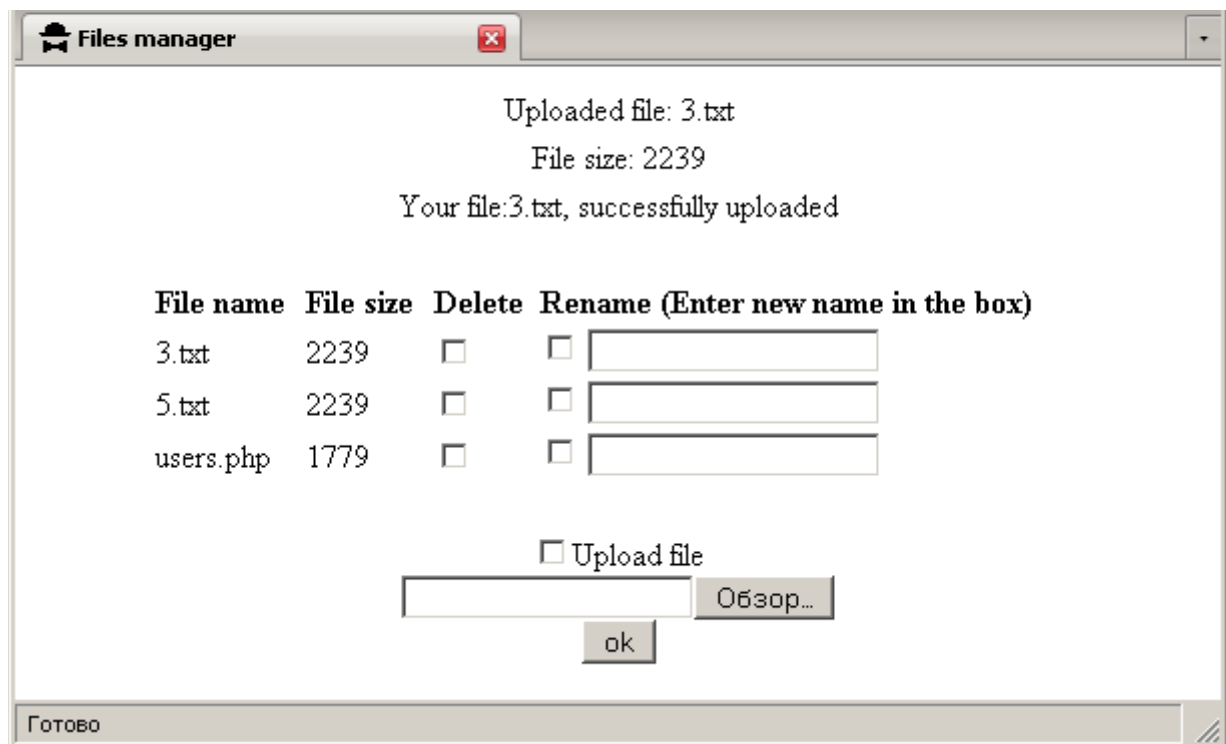 Files manager
Uploaded file: 3.txt
File size: 2239
Your file:3.txt, successfully uploaded
File name File size Delete Rename (Enter new name in the box)
3.txt 2239
5.txt 2239
users.php 1779
Upload file
Обзор...
ok
Готово